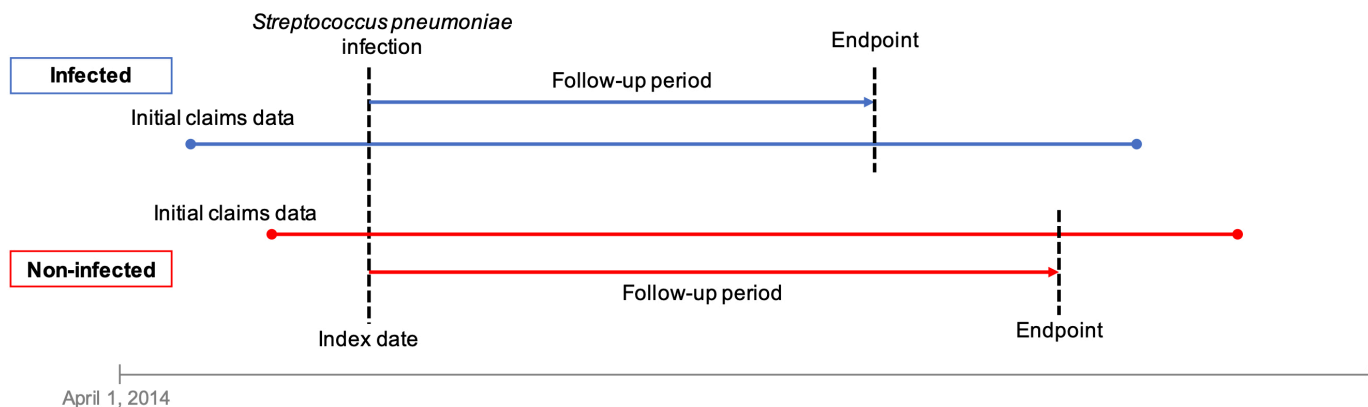 Streptococcus pneumoniae
infection
Endpoint
Infected
Follow-up period
Initial claims data
Initial claims data
Non-infected
Follow-up period
Endpoint
Index date
April 1, 2014